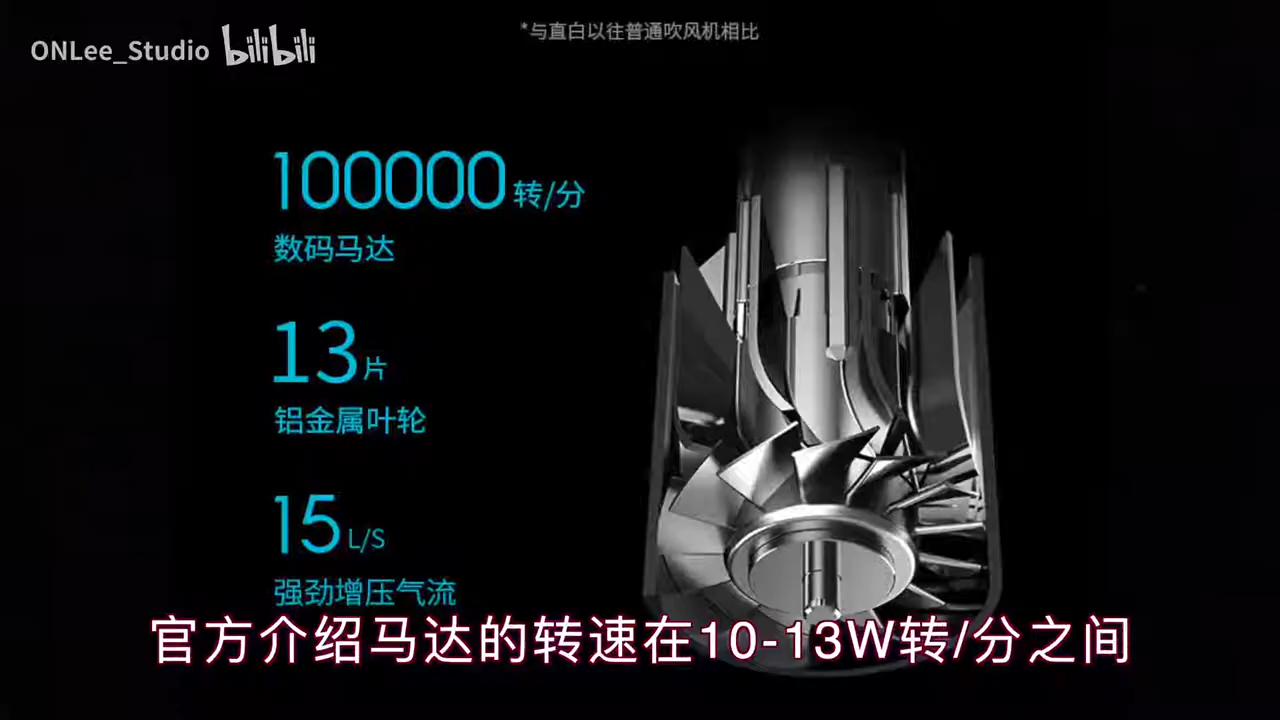 *与直白以往普通吹风机相比
ONLee_Studio bilibili
100000转/分
数码马达
13片
铝金属叶轮
15L/S
强劲增压气流
官方介绍马达的转速在10-13W转/分之间